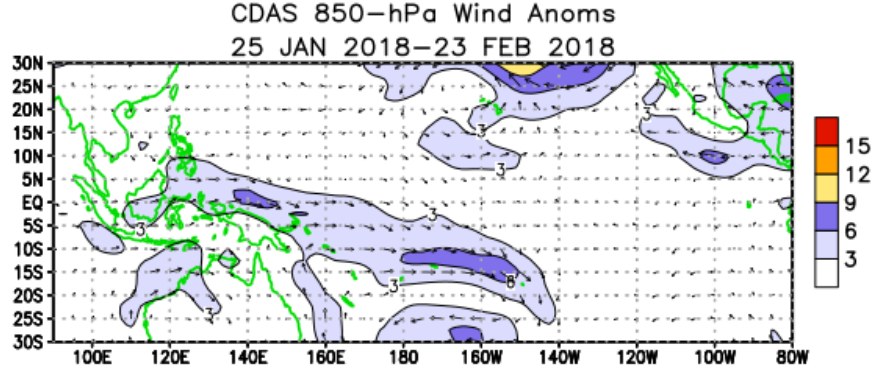 CDAS 850-hPa Wind Anoms
25 JAN 2018-23 FEB 2018
30N
25N
20N
15N
10N
5N
EQ
5S
10S
15S
20S
25S
30S
3
3
3
3
3
3
3
8
100E 120E 140E 160E 180 160W 140W 120W 100W 80W
15
12
9
6
3